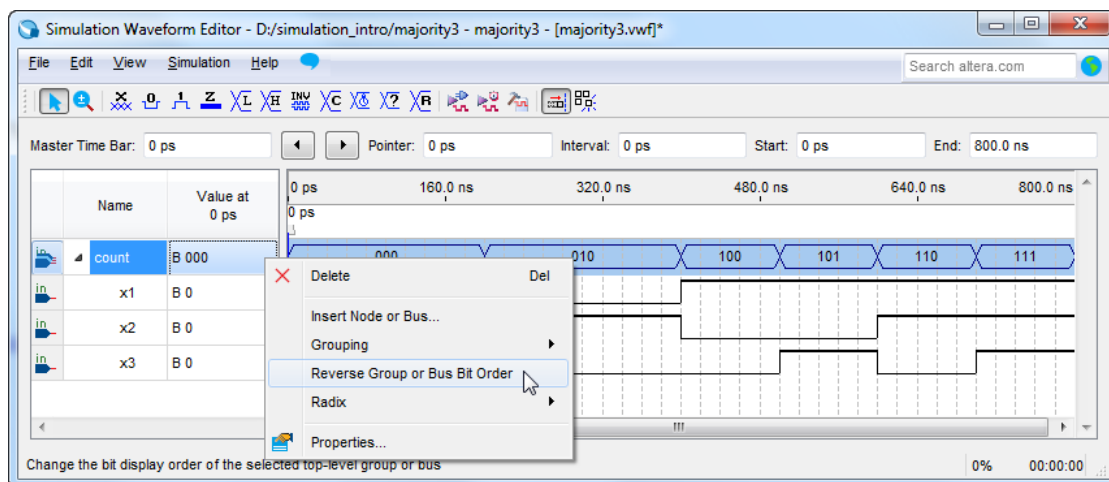 Simulation Waveform Editor - D:/simulation_intro/majority3 - majority3 - [majority3.vwf]*
File Edit View Simulation Help Search altera.com
Master Time Bar: 0 ps Pointer: 0 ps Interval: 0 ps Start: 0 ps End: 800.0 ns
Name Value at 0 ps 0 ps 160.0 ns 320.0 ns 480.0 ns 640.0 ns 800.0 ns
0 ps
count B 000 000 010 100 101 110 111
x1 B 0
x2 B 0
x3 B 0
Delete Del
Insert Node or Bus...
Grouping
Reverse Group or Bus Bit Order
Radix
Properties...
Change the bit display order of the selected top-level group or bus 0% 00:00:00